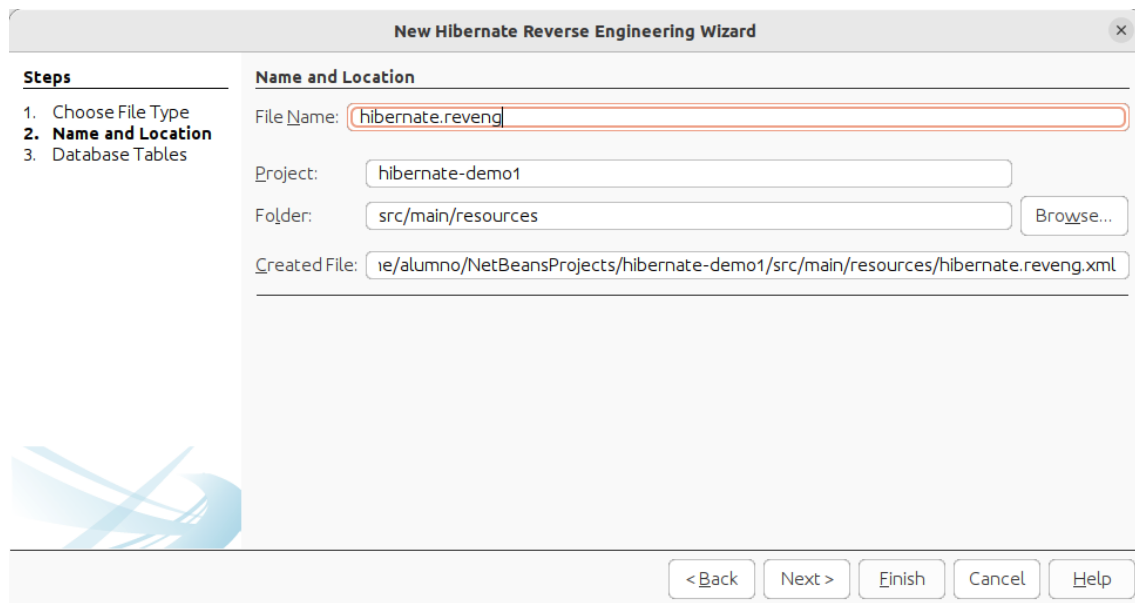 New Hibernate Reverse Engineering Wizard
Steps
1. Choose File Type
2. Name and Location
3. Database Tables
Name and Location
File Name: hibernate.reveng
Project: hibernate-demo1
Folder: src/main/resources Browse...
Created File: ne/alumno/NetBeansProjects/hibernate-demo1/src/main/resources/hibernate.reveng.xml
< Back Next > Finish Cancel Help